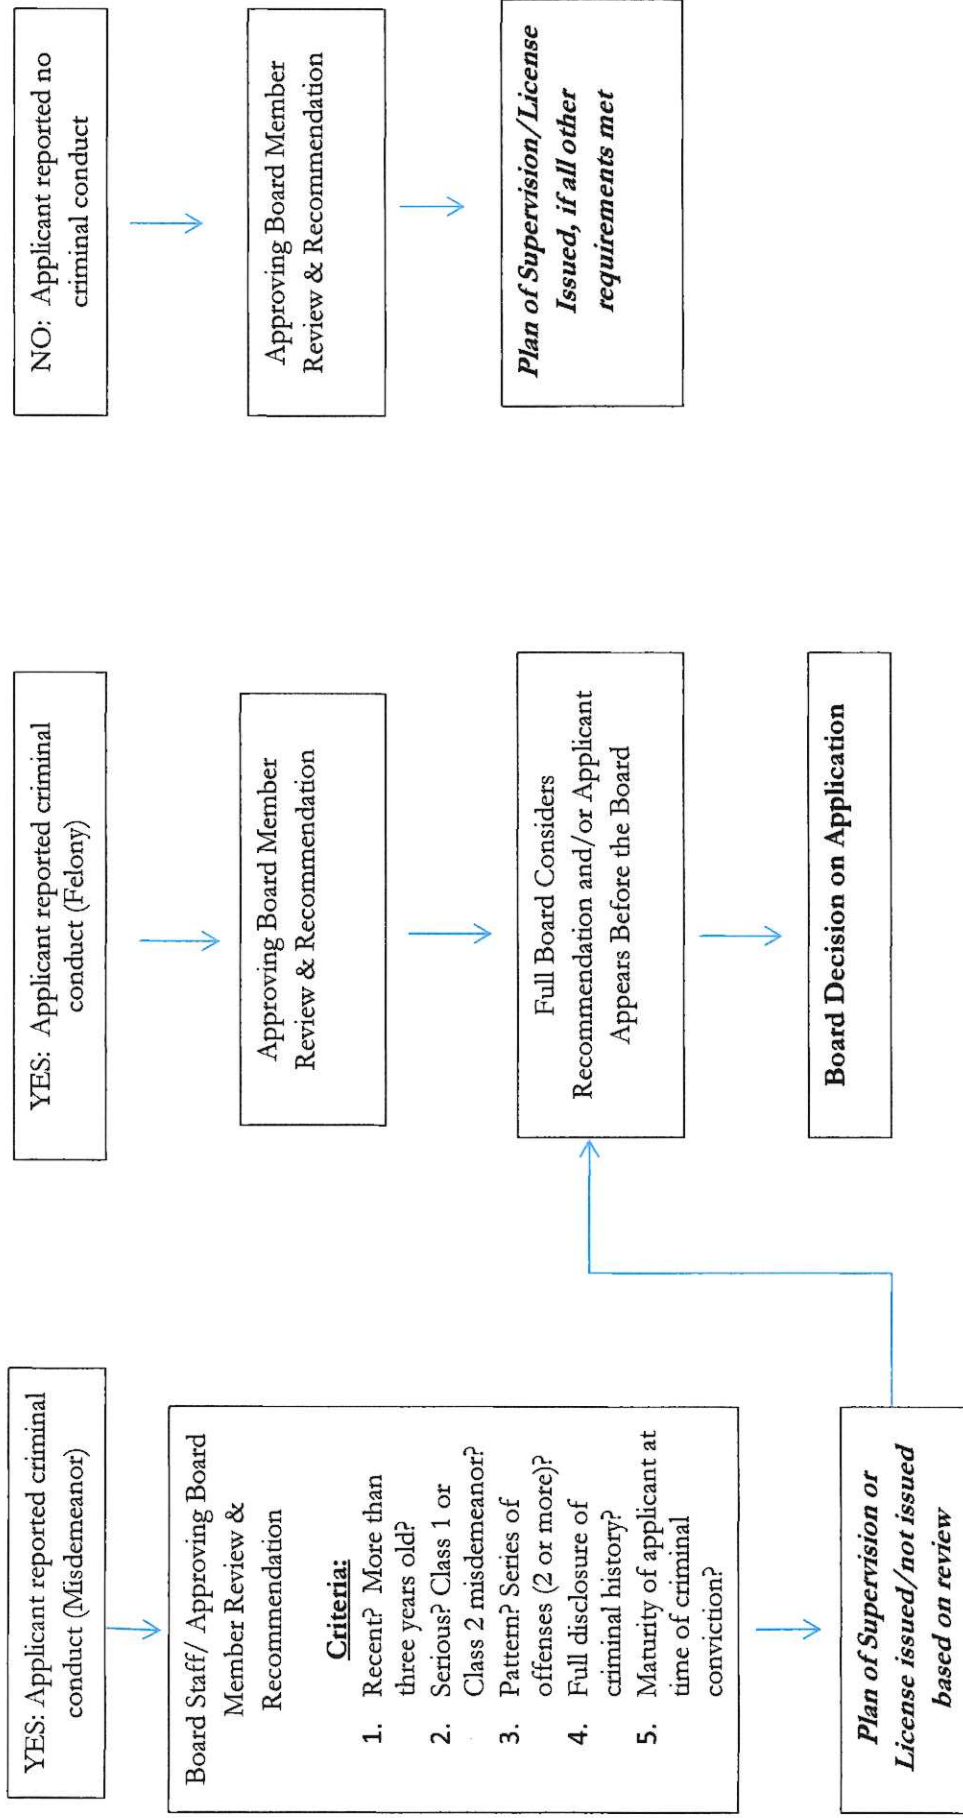 YES: Applicant reported criminal
conduct (Misdemeanor)
Board Staff/ Approving Board
Member Review &
Recommendation
Criteria:
1. Recent? More than
three years old?
2. Serious? Class 1 or
Class 2 misdemeanor?
3. Pattern? Series of
offenses (2 or more)?
4. Full disclosure of
criminal history?
5. Maturity of applicant at
time of criminal
conviction?
Plan of Supervision or
License issued/not issued
based on review
YES: Applicant reported criminal
conduct (Felony)
Approving Board Member
Review & Recommendation
Full Board Considers
Recommendation and/or Applicant
Appears Before the Board
Board Decision on Application
NO: Applicant reported no
criminal conduct
Approving Board Member
Review & Recommendation
Plan of Supervision/License
Issued, if all other
requirements met